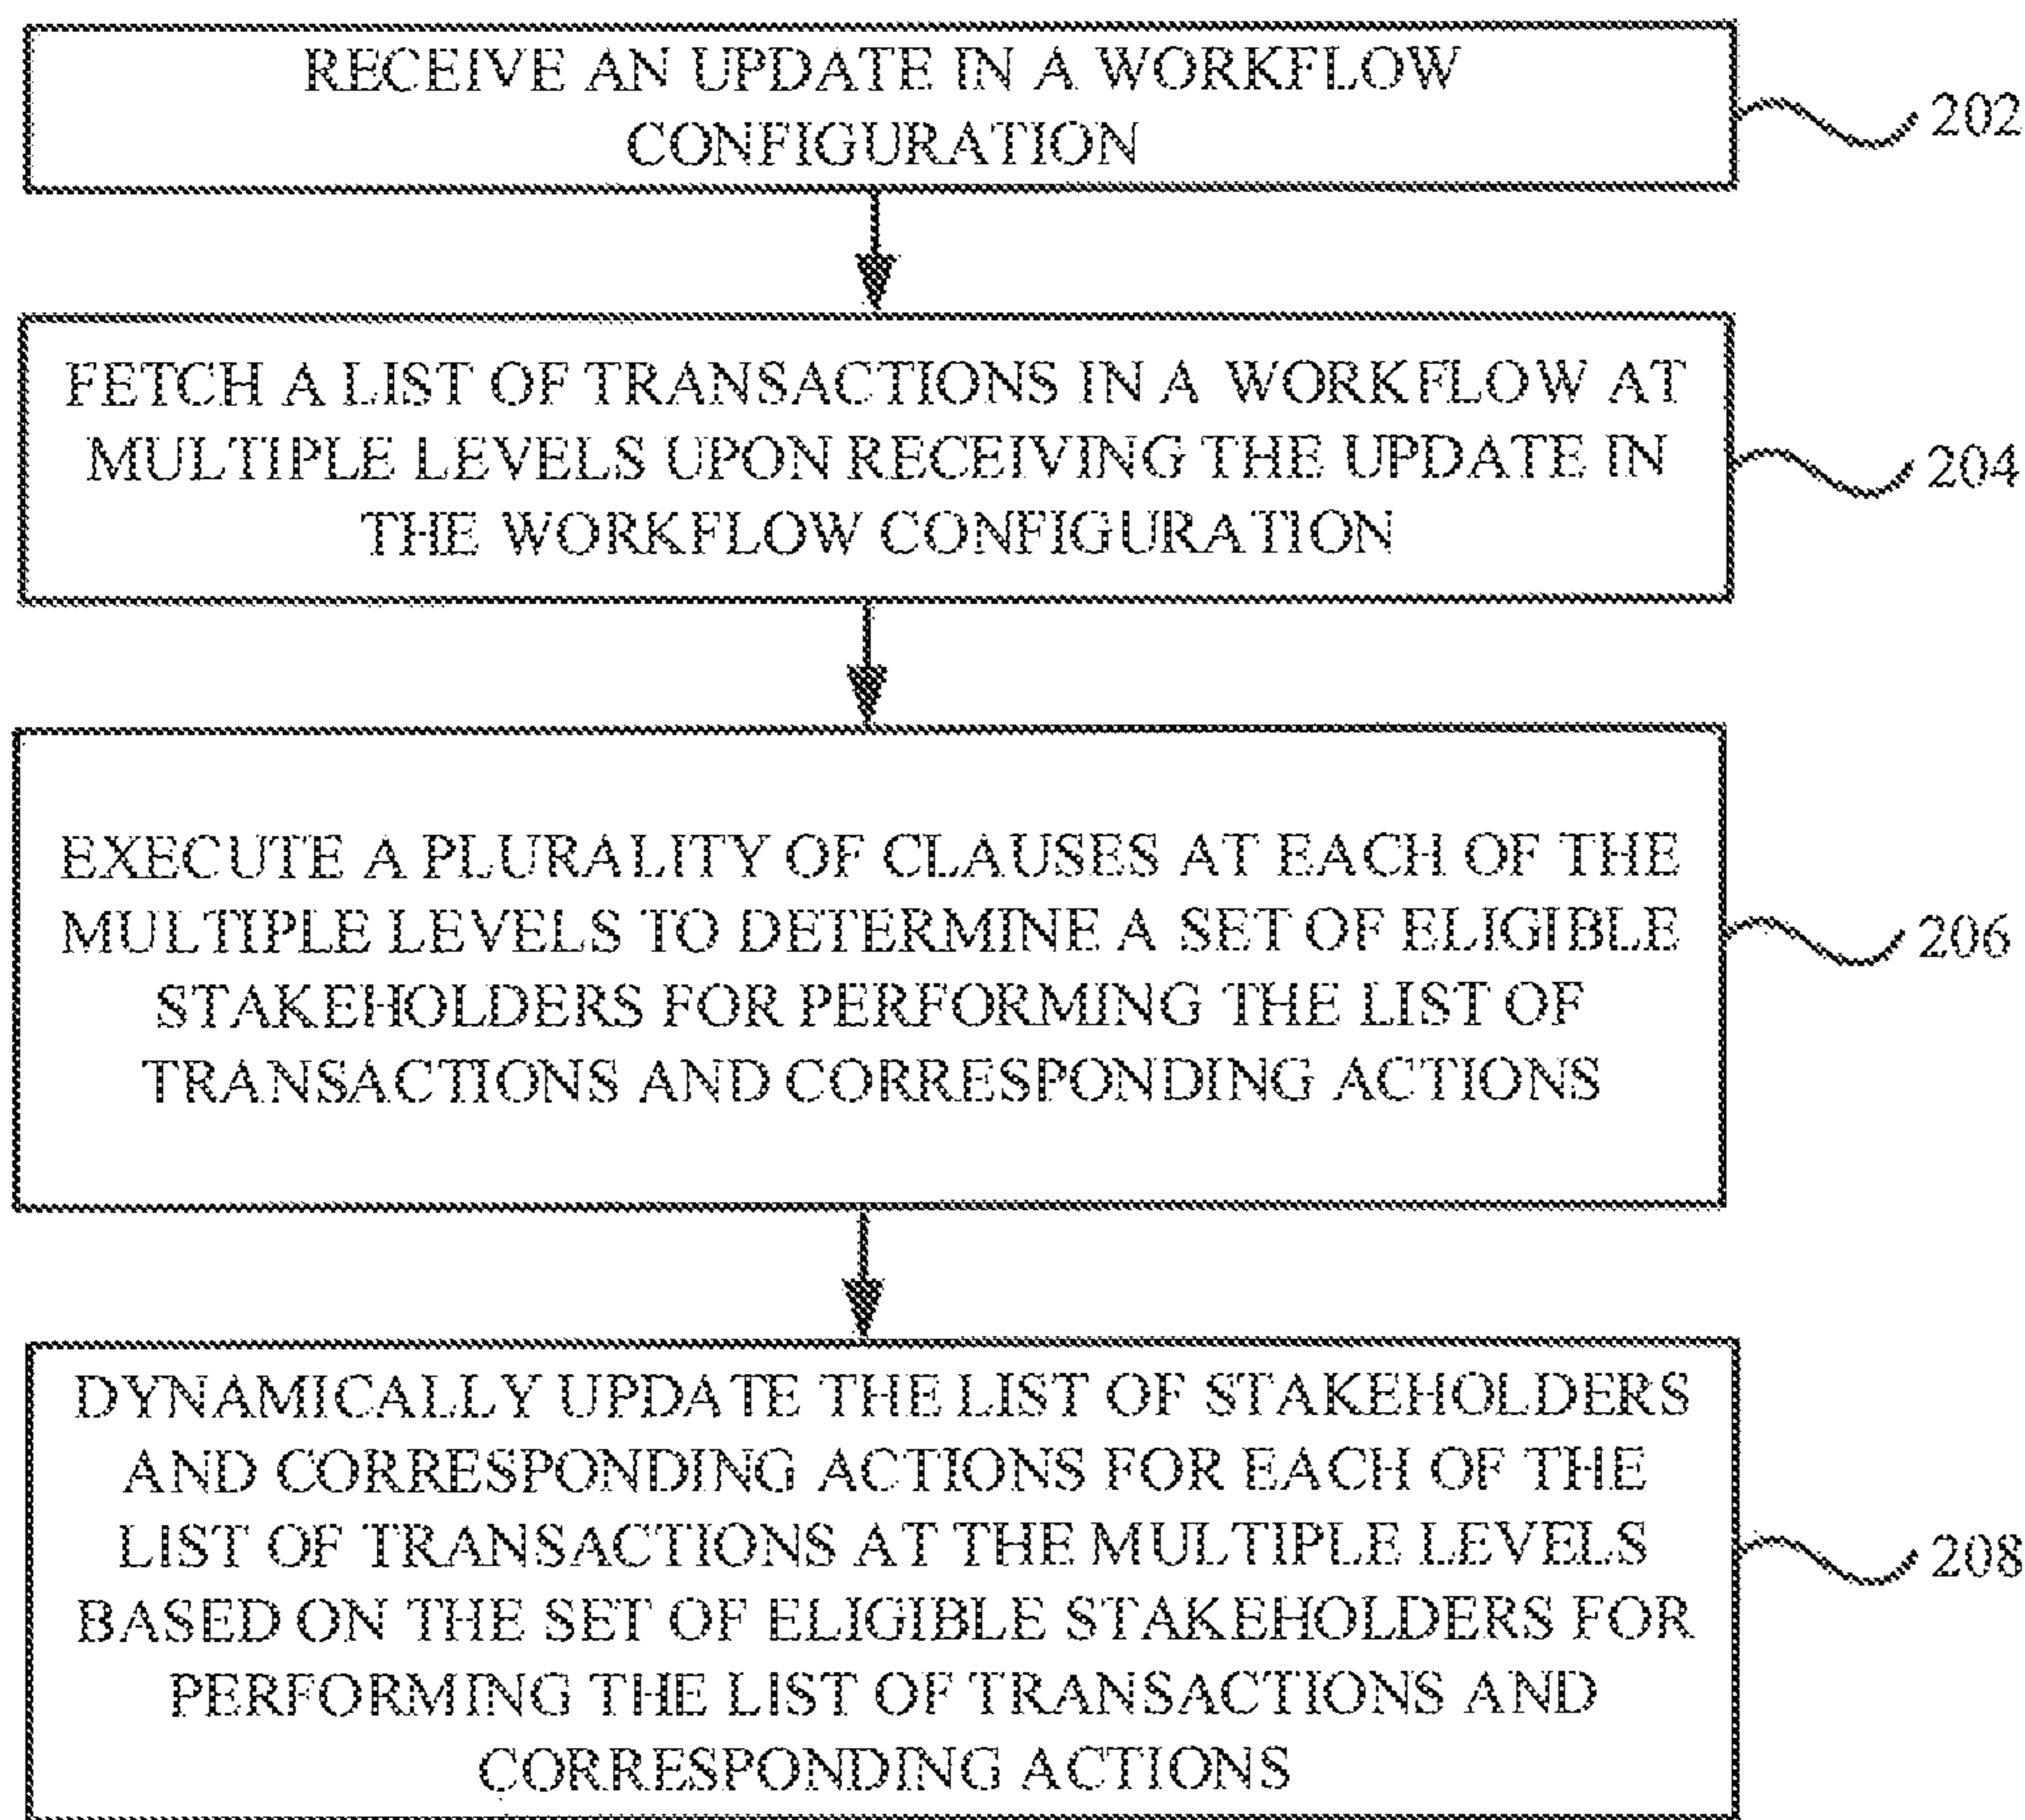 RECEIVE AN UPDATE IN A WORKFLOW
CONFIGURATION
202
FETCH A LIST OF TRANSACTIONS IN A WORKFLOW AT
MULTIPLE LEVELS UPON RECEIVING THE UPDATE IN
THE WORKFLOW CONFIGURATION
204
EXECUTE A PLURALITY OF CLAUSES AT EACH OF THE
MULTIPLE LEVELS TO DETERMINE A SET OF ELIGIBLE
STAKEHOLDERS FOR PERFORMING THE LIST OF
TRANSACTIONS AND CORRESPONDING ACTIONS
206
DYNAMICALLY UPDATE THE LIST OF STAKEHOLDERS
AND CORRESPONDING ACTIONS FOR EACH OF THE
LIST OF TRANSACTIONS AT THE MULTIPLE LEVELS
BASED ON THE SET OF ELIGIBLE STAKEHOLDERS FOR
PERFORMING THE LIST OF TRANSACTIONS AND
CORRESPONDING ACTIONS
208